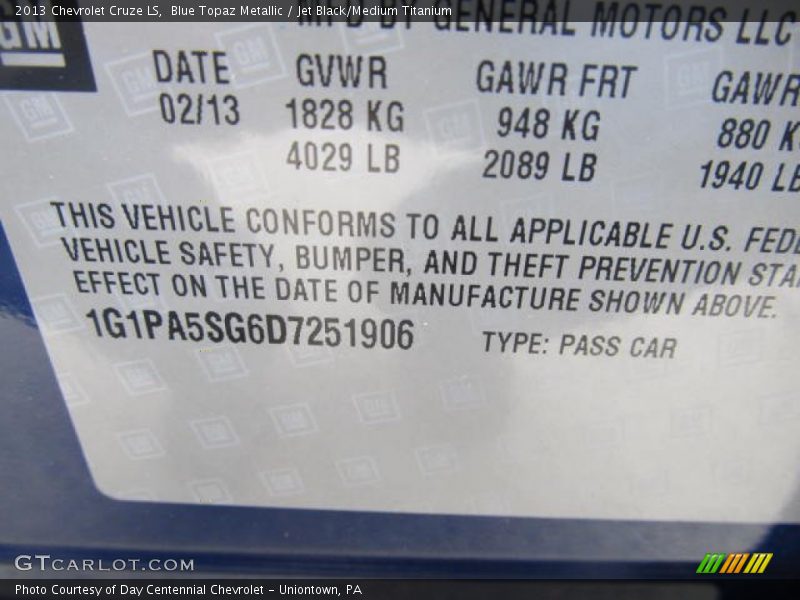 2013 Chevrolet Cruze LS,  Blue Topaz Metallic / Jet Black/Medium Titanium
GM
MFD BY GENERAL MOTORS LLC
DATE GVWR GAWR FRT GAWR
02/13 1828 KG 948 KG 880 K
4029 LB 2089 LB 1940 LB
THIS VEHICLE CONFORMS TO ALL APPLICABLE U.S. FEDE
VEHICLE SAFETY, BUMPER, AND THEFT PREVENTION STA
EFFECT ON THE DATE OF MANUFACTURE SHOWN ABOVE.
1G1PA5SG6D7251906 TYPE: PASS CAR
GTCARLOT.COM
Photo Courtesy of Day Centennial Chevrolet - Uniontown, PA